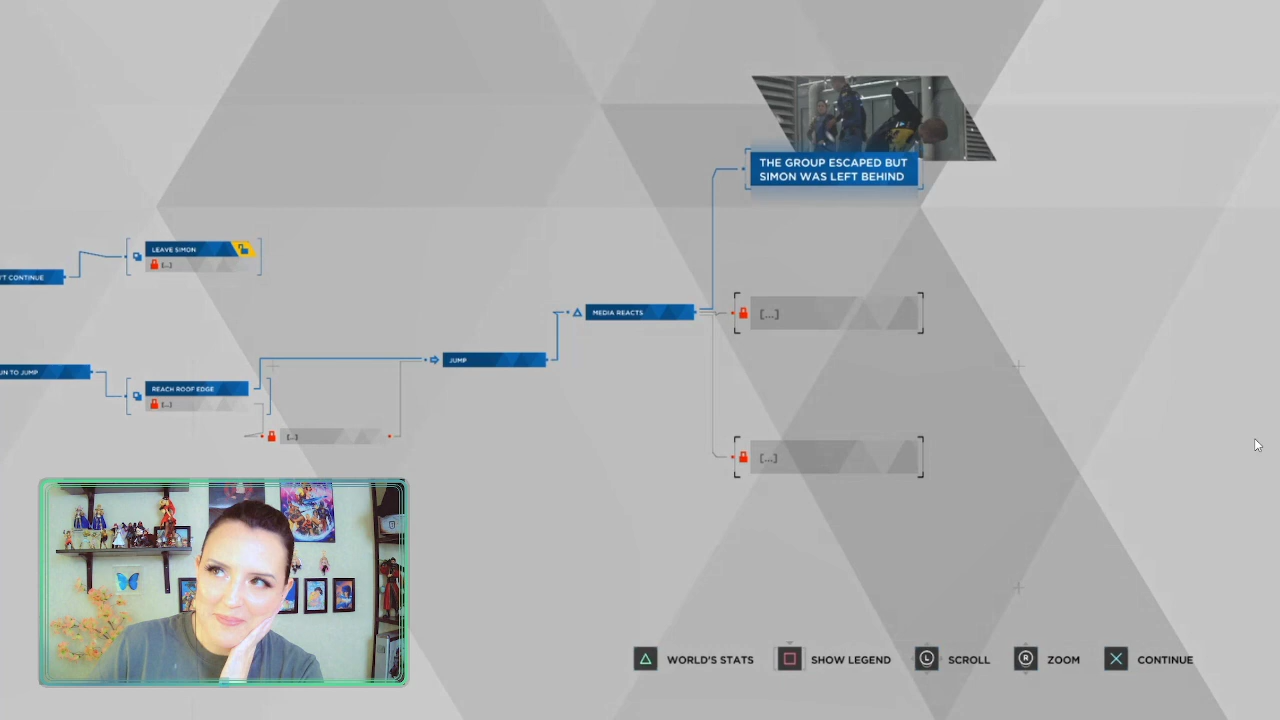 THE GROUP ESCAPED BUT
SIMON WAS LEFT BEHIND
LEAVE SIMON
[...]
'T CONTINUE
MEDIA REACTS
[...]
JUMP
UN TO JUMP
REACH ROOF EDGE
[...]
[...]
[...]
WORLD'S STATS
SHOW LEGEND
L
SCROLL
R
ZOOM
CONTINUE